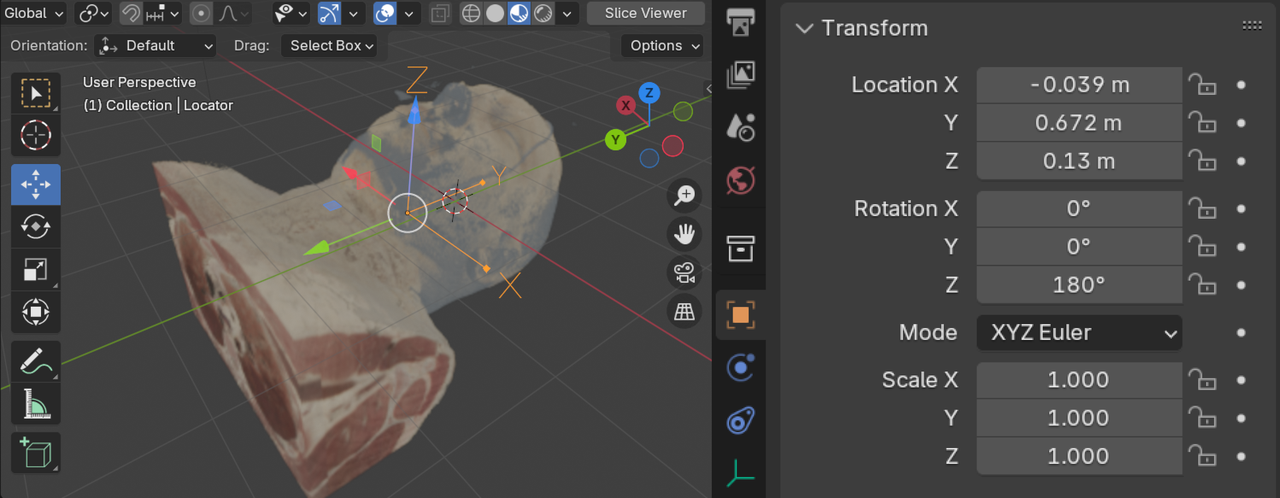 Global
Slice Viewer
Orientation: Default Drag: Select Box Options
User Perspective
(1) Collection | Locator
Z
Y
X
Z
X
Y
Transform
Location X -0.039 m
Y 0.672 m
Z 0.13 m
Rotation X 0°
Y 0°
Z 180°
Mode XYZ Euler
Scale X 1.000
Y 1.000
Z 1.000